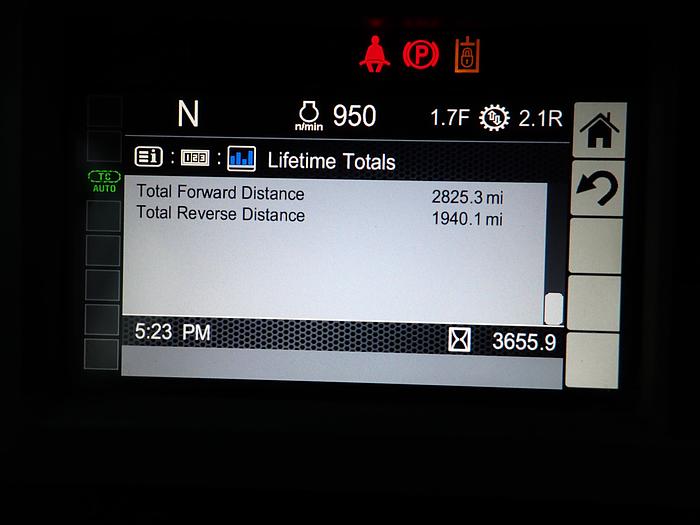 P
N
n/min 950
1.7F 2.1R
i : 123 : Lifetime Totals
TC
AUTO
Total Forward Distance 2825.3 mi
Total Reverse Distance 1940.1 mi
5:23 PM 3655.9